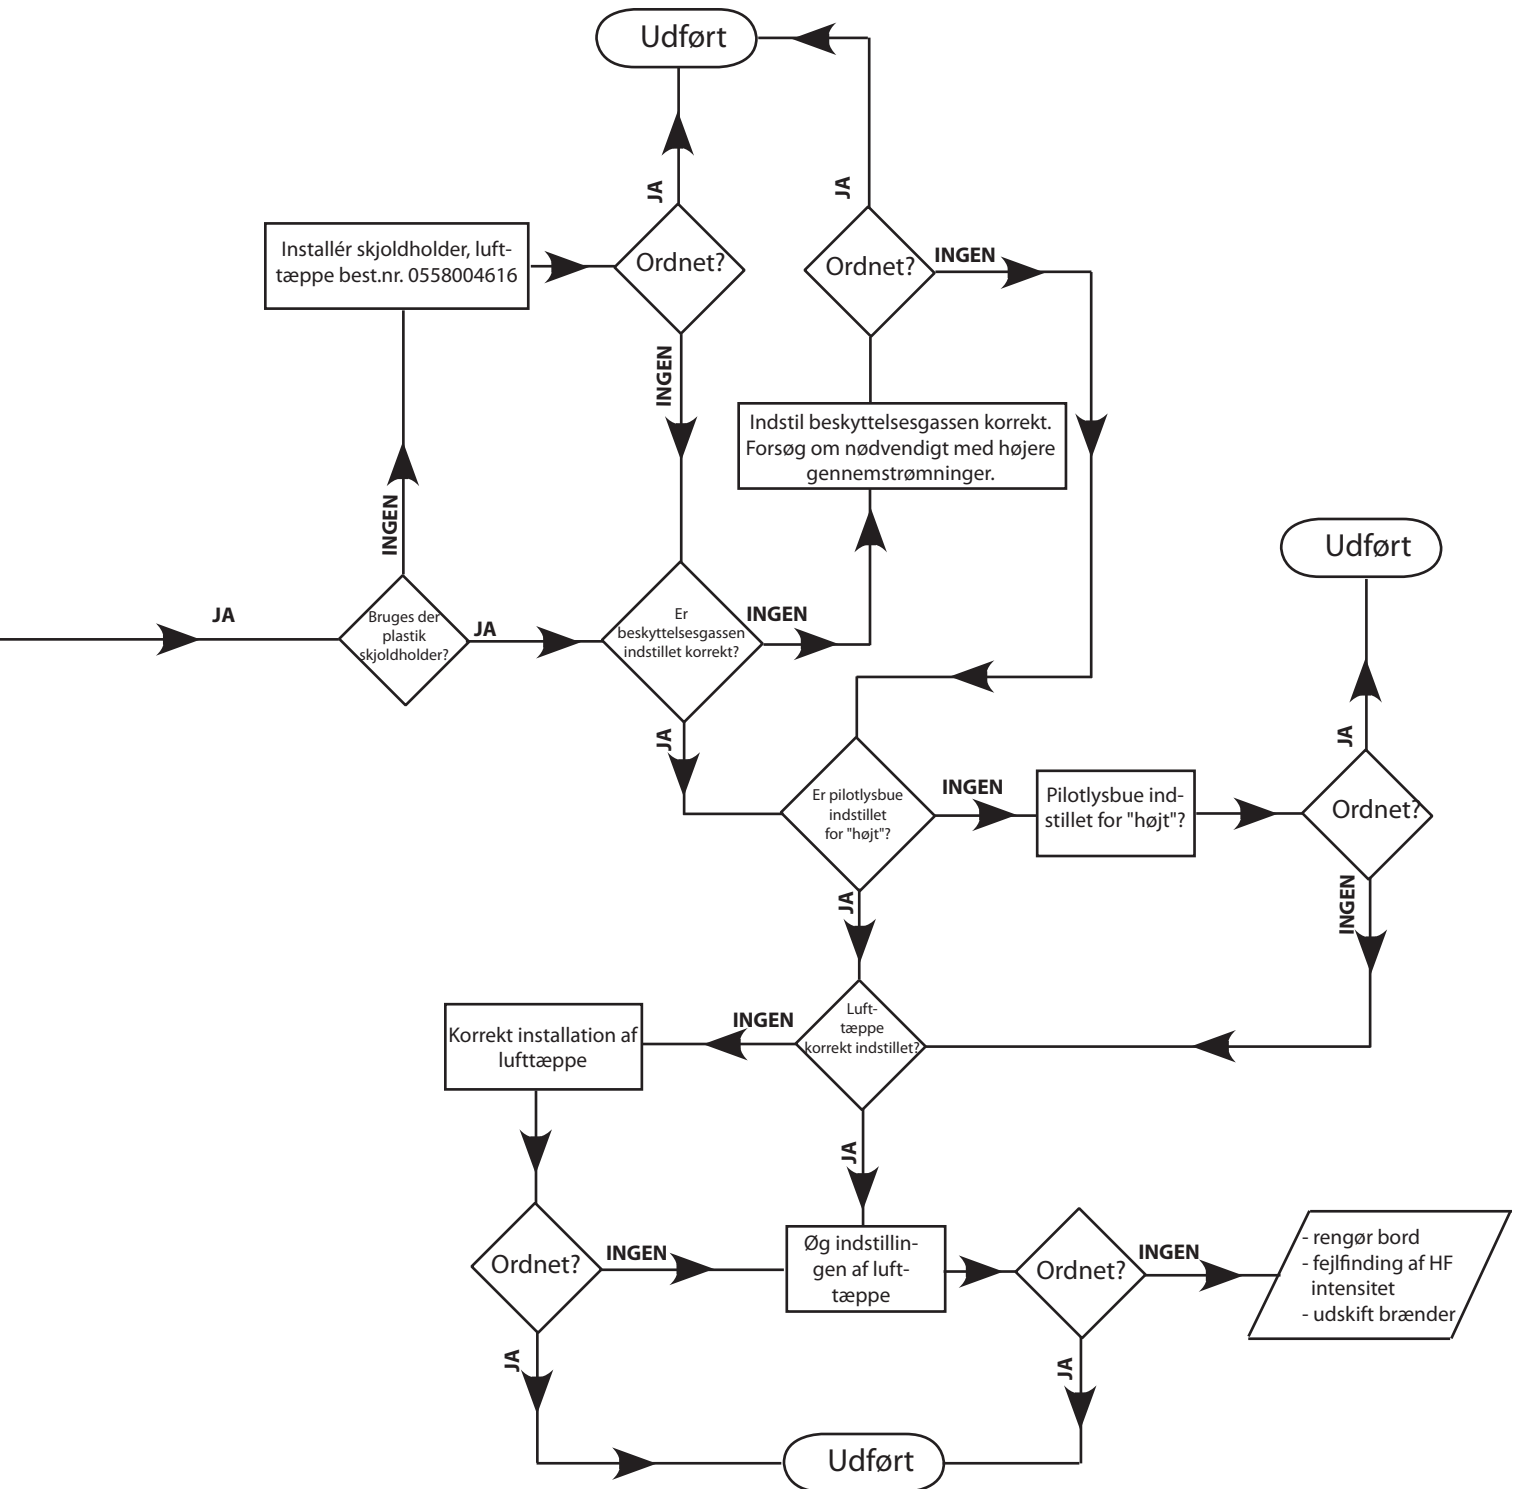 Udført
JA
JA
Installér skjoldholder, luft-
tæppe best.nr. 0558004616
Ordnet?
Ordnet?
INGEN
INGEN
Indstil beskyttelsesgassen korrekt.
Forsøg om nødvendigt med højere
gennemstrømninger.
INGEN
Udført
JA
Bruges der
plastik
skjoldholder?
JA
Er
beskyttelsesgassen
indstillet korrekt?
INGEN
JA
JA
Er pilotlysbue
indstillet
for "højt"?
INGEN
Pilotlysbue ind-
stillet for "højt"?
Ordnet?
JA
INGEN
Korrekt installation af
lufttæppe
INGEN
Luft-
tæppe
korrekt indstillet?
JA
Ordnet?
INGEN
Øg indstillin-
gen af luft-
tæppe
Ordnet?
INGEN
- rengør bord
- fejlfinding af HF
intensitet
- udskift brænder
JA
JA
Udført